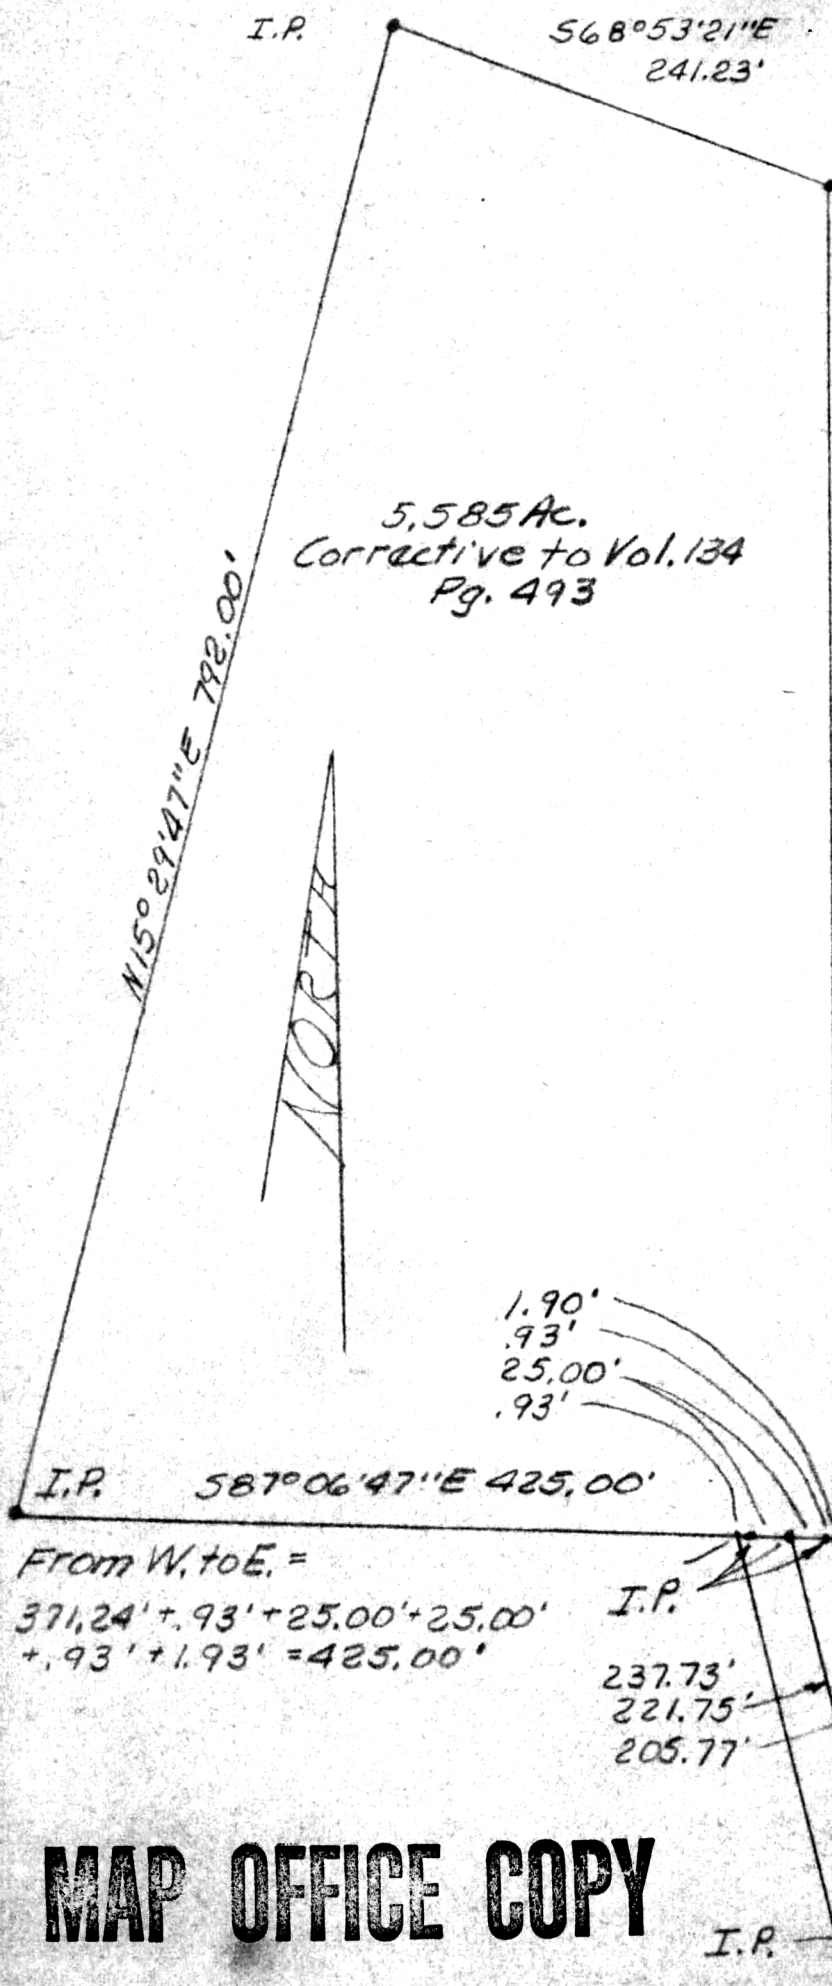 I.P.
S68°53'21"E
241.23'
5.585 Ac.
Corrective to Vol. 134
Pg. 493
N15°29'47"E 792.00'
NORTH
1.90'
.93'
25.00'
.93'
I.P.
S87°06'47"E 425.00'
From W. to E. =
371.24' + .93' + 25.00' + 25.00'
+ .93' + 1.93' = 425.00'
I.P.
237.73'
221.75'
205.77'
MAP OFFICE COPY
I.P.